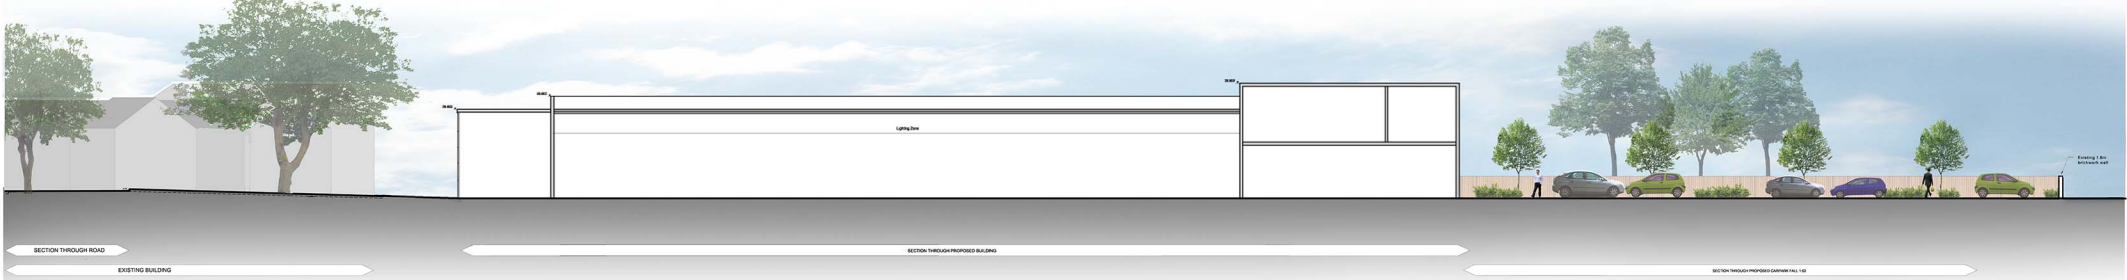 Lighting Zone
Existing 1.8m
brickwork wall
SECTION THROUGH ROAD
SECTION THROUGH PROPOSED BUILDING
EXISTING BUILDING
SECTION THROUGH PROPOSED CARPARK FALL 1:60